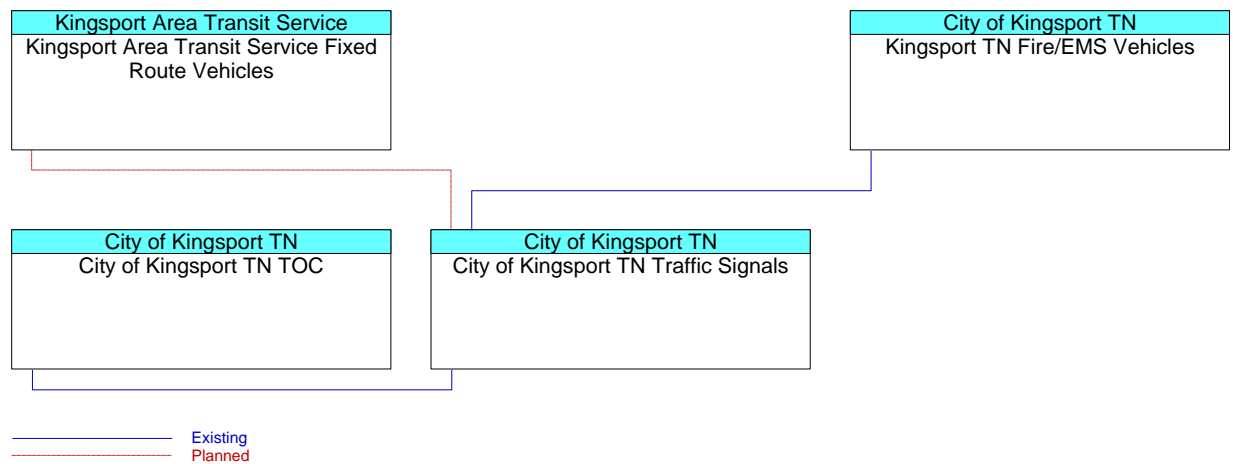 Kingsport Area Transit Service
Kingsport Area Transit Service Fixed
Route Vehicles
City of Kingsport TN
Kingsport TN Fire/EMS Vehicles
City of Kingsport TN
City of Kingsport TN TOC
City of Kingsport TN
City of Kingsport TN Traffic Signals
Existing
Planned